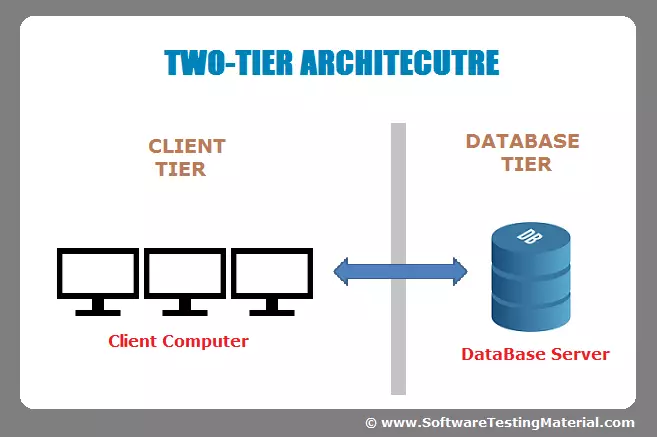 TWO-TIER ARCHITECUTRE
CLIENT
TIER
DATABASE
TIER
DB
Client Computer
DataBase Server
© www.SoftwareTestingMaterial.com